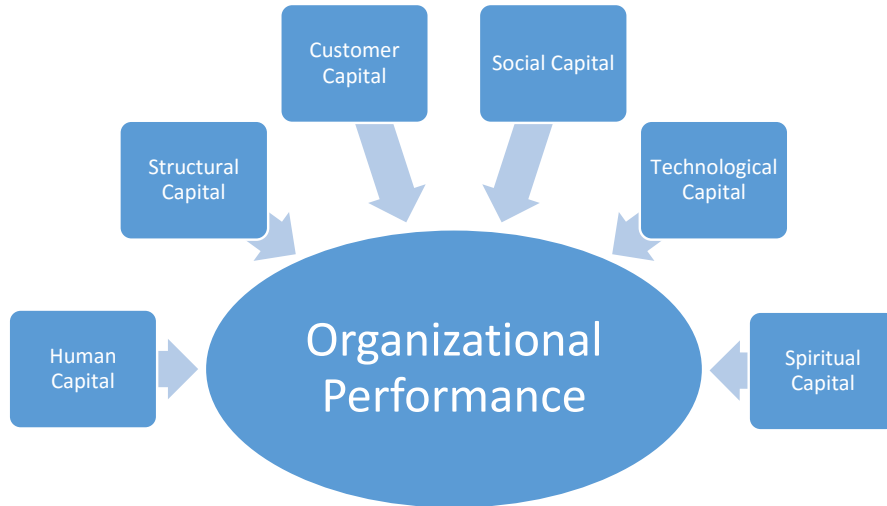 Customer
Capital
Social Capital
Structural
Capital
Technological
Capital
Human
Capital
Organizational
Performance
Spiritual
Capital